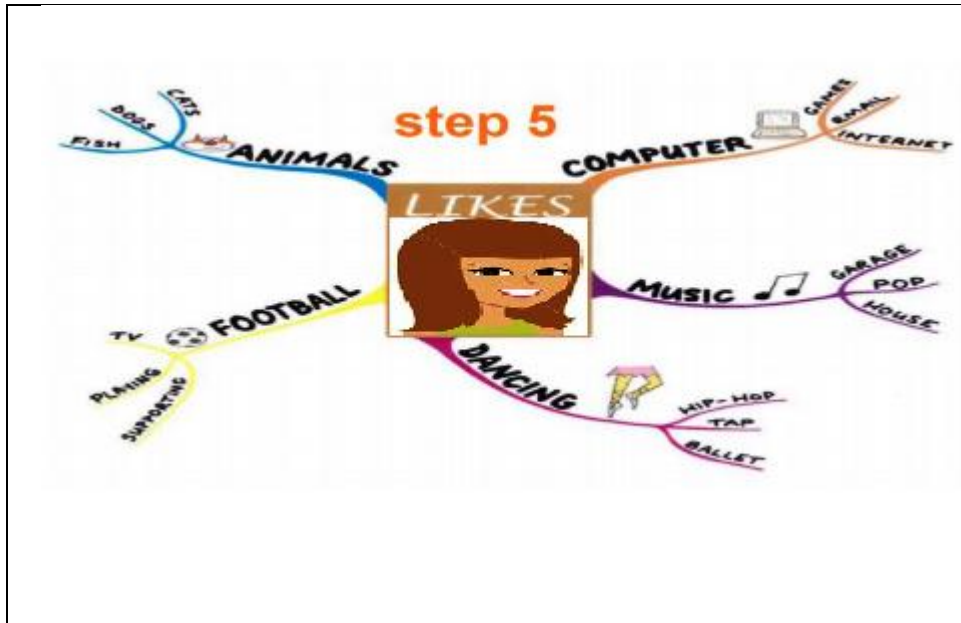 step 5
LIKES
COMPUTER
GAMES
EMAIL
INTERNET
MUSIC
GARAGE
POP
HOUSE
DANCING
HIP-HOP
TAP
BALLET
FOOTBALL
TV
PLAYING
SUPPORTING
ANIMALS
CATS
DOGS
FISH